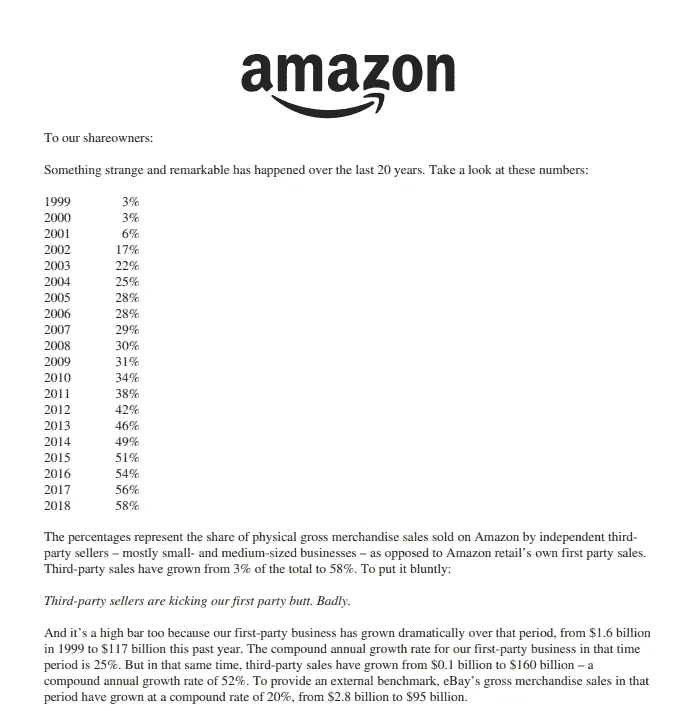 amazon
To our shareowners:
Something strange and remarkable has happened over the last 20 years. Take a look at these numbers:
1999 3%
2000 3%
2001 6%
2002 17%
2003 22%
2004 25%
2005 28%
2006 28%
2007 29%
2008 30%
2009 31%
2010 34%
2011 38%
2012 42%
2013 46%
2014 49%
2015 51%
2016 54%
2017 56%
2018 58%
The percentages represent the share of physical gross merchandise sales sold on Amazon by independent third-
party sellers – mostly small- and medium-sized businesses – as opposed to Amazon retail’s own first party sales.
Third-party sales have grown from 3% of the total to 58%. To put it bluntly:
Third-party sellers are kicking our first party butt. Badly.
And it’s a high bar too because our first-party business has grown dramatically over that period, from $1.6 billion
in 1999 to $117 billion this past year. The compound annual growth rate for our first-party business in that time
period is 25%. But in that same time, third-party sales have grown from $0.1 billion to $160 billion – a
compound annual growth rate of 52%. To provide an external benchmark, eBay’s gross merchandise sales in that
period have grown at a compound rate of 20%, from $2.8 billion to $95 billion.